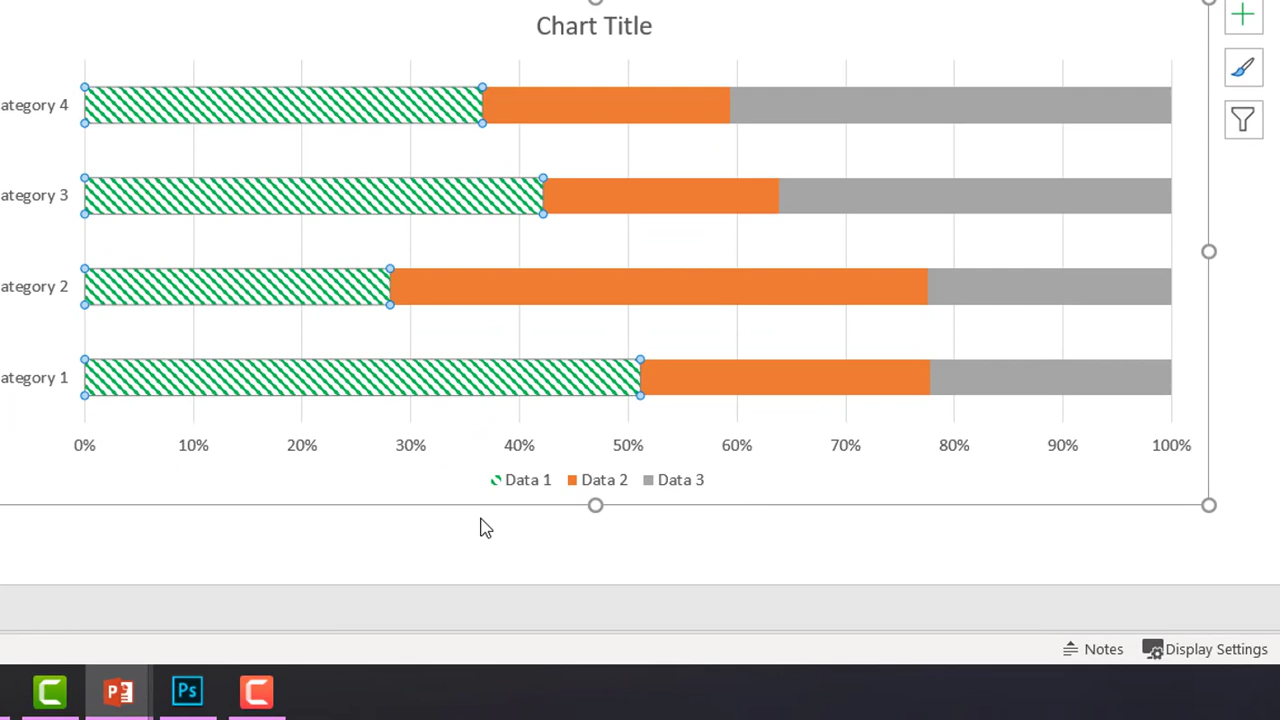 Chart Title
ategory 4
ategory 3
ategory 2
ategory 1
0% 10% 20% 30% 40% 50% 60% 70% 80% 90% 100%
Data 1 Data 2 Data 3
Notes Display Settings
C P Ps C